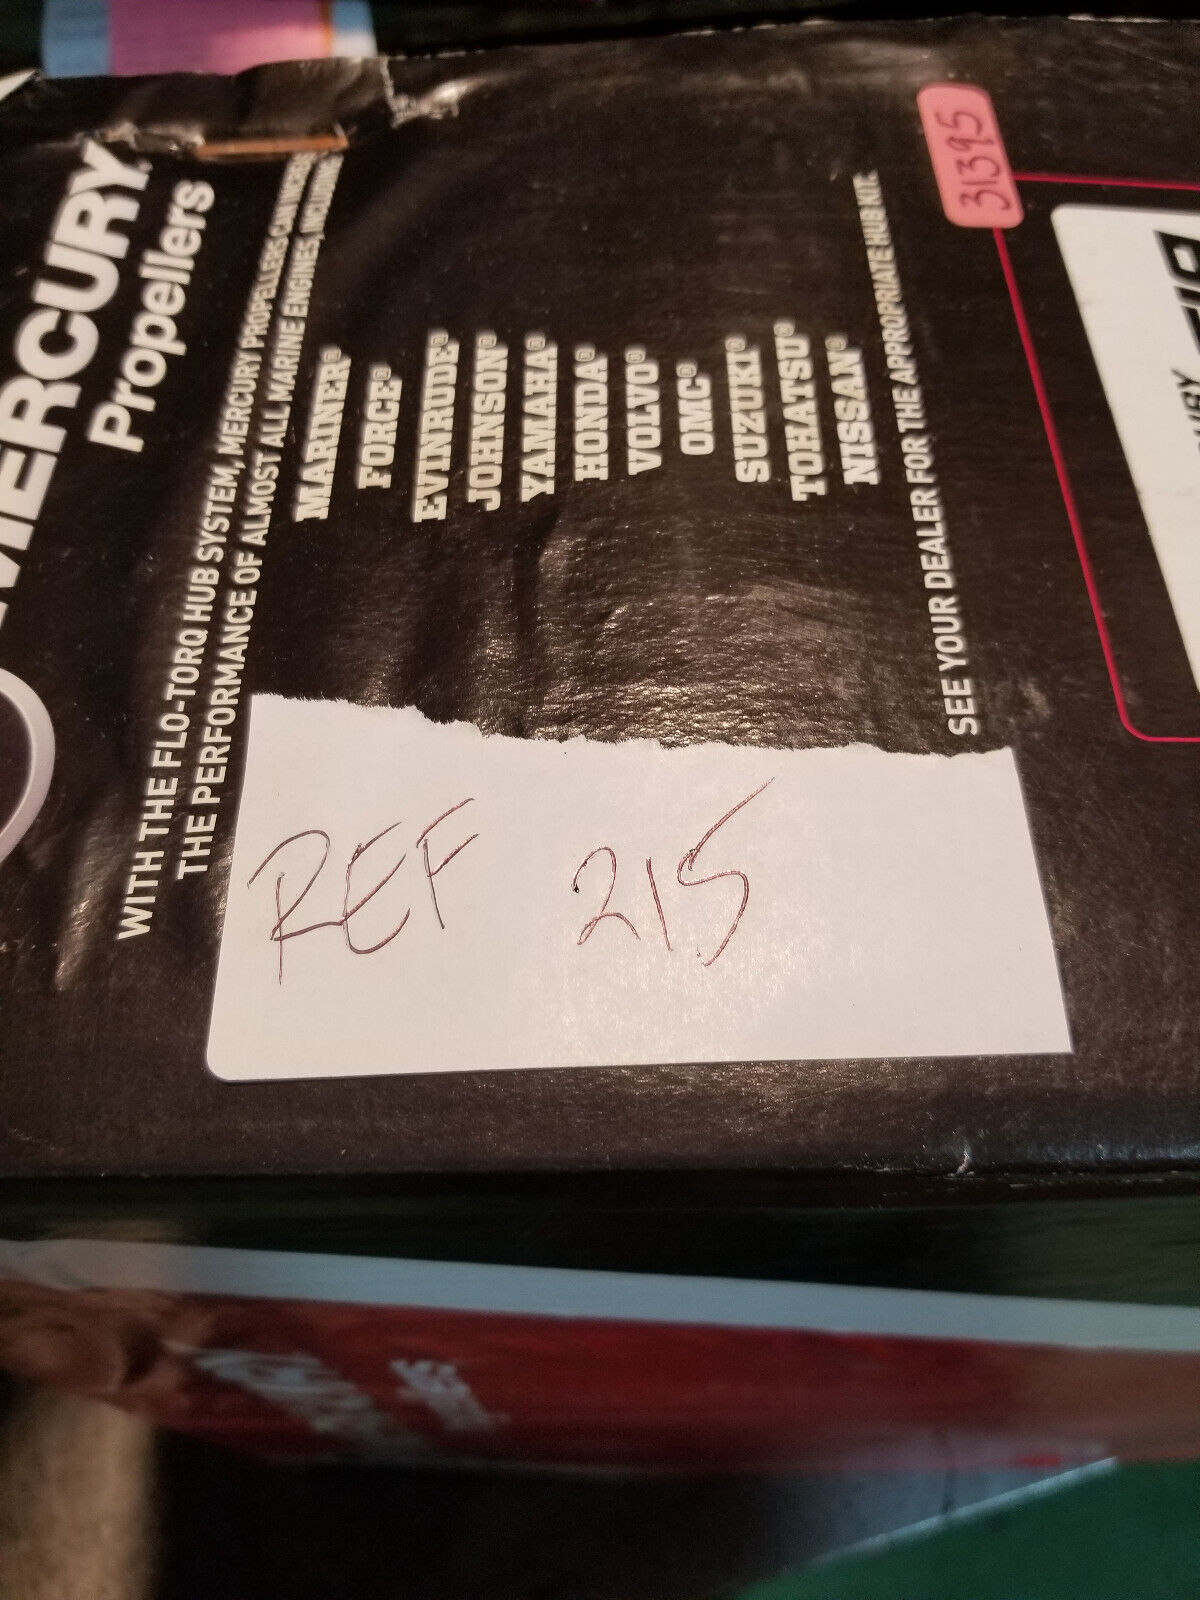 MERCURY
Propellers
WITH THE FLO-TORQ HUB SYSTEM, MERCURY PROPELLERS CAN INCREASE
THE PERFORMANCE OF ALMOST ALL MARINE ENGINES, INCLUDING
MARINER®
FORCE®
EVINRUDE®
JOHNSON®
YAMAHA®
HONDA®
VOLVO®
OMC®
SUZUKI®
TOHATSU®
NISSAN®
SEE YOUR DEALER FOR THE APPROPRIATE HUB KIT.
31395
REF 215